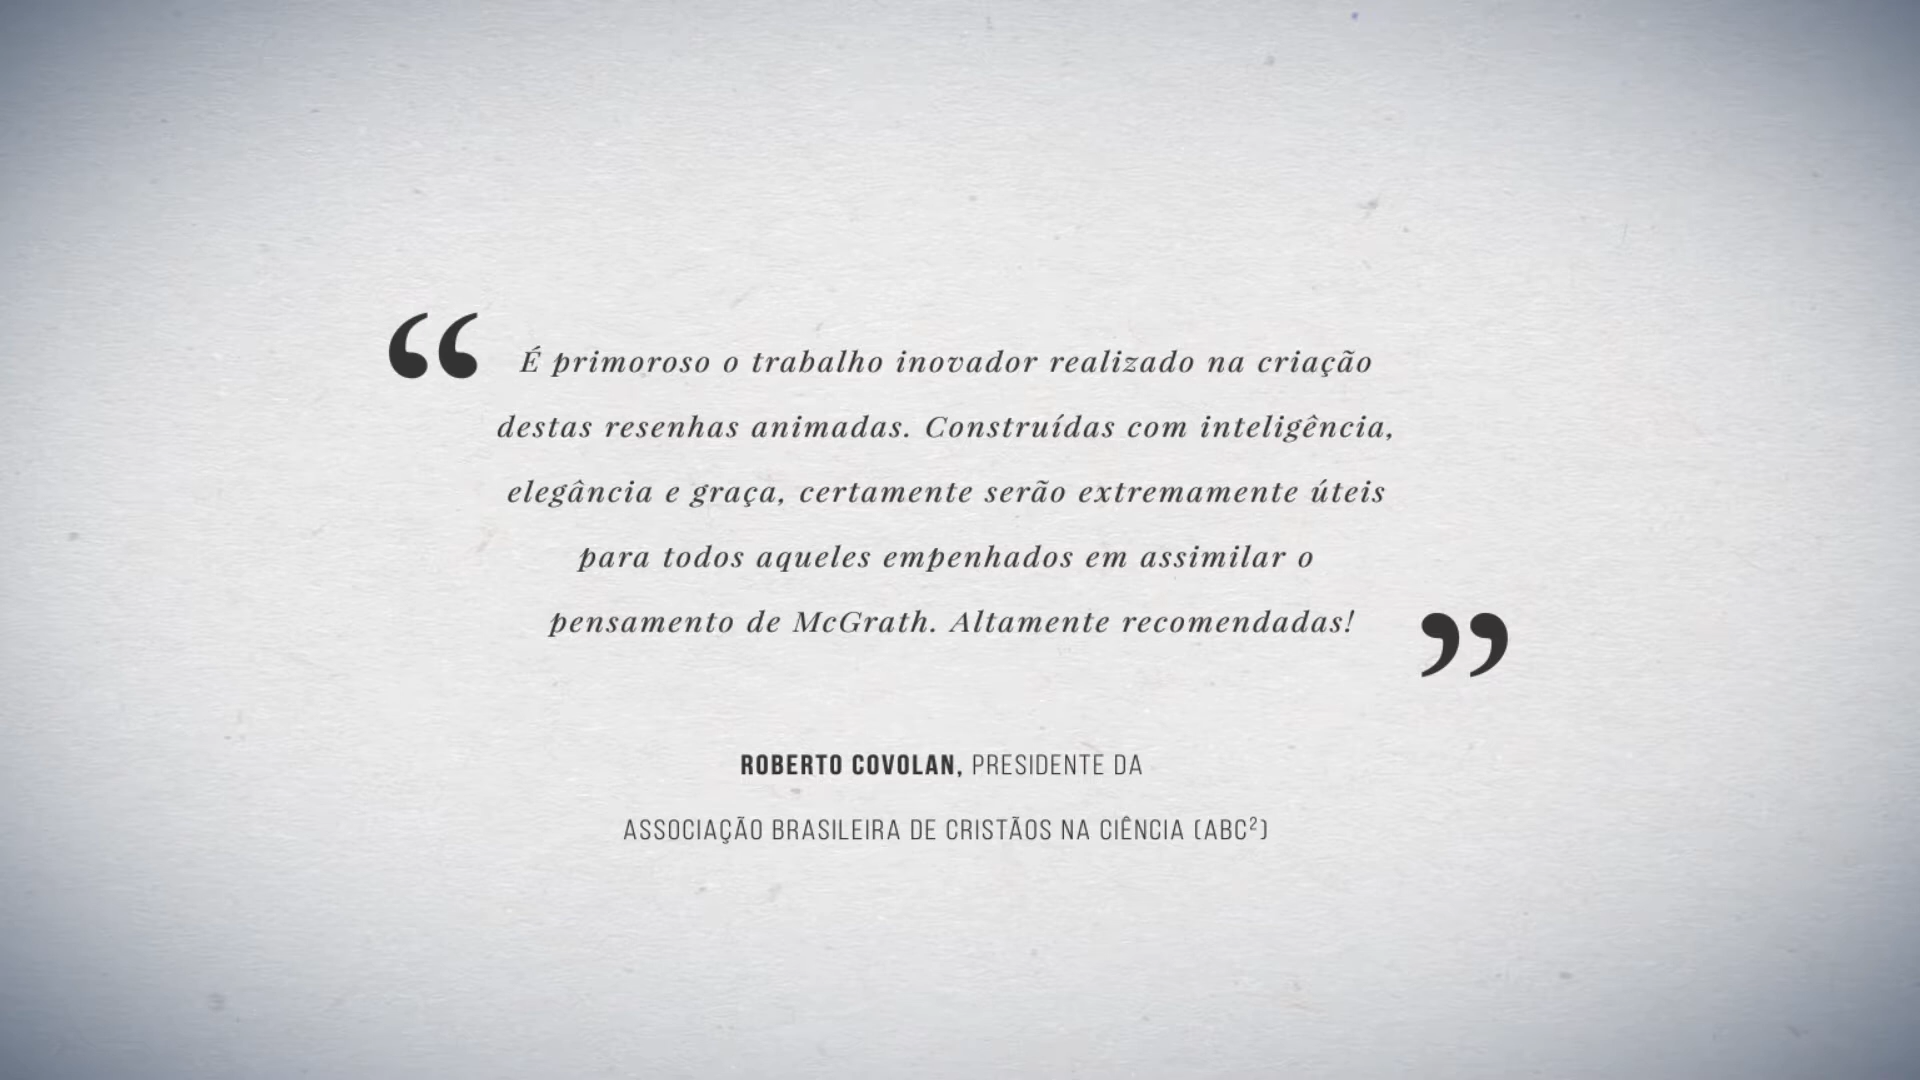 “ É primoroso o trabalho inovador realizado na criação
destas resenhas animadas. Construídas com inteligência,
elegância e graça, certamente serão extremamente úteis
para todos aqueles empenhados em assimilar o
pensamento de McGrath. Altamente recomendadas! ”
ROBERTO COVOLAN, PRESIDENTE DA
ASSOCIAÇÃO BRASILEIRA DE CRISTÃOS NA CIÊNCIA (ABC²)